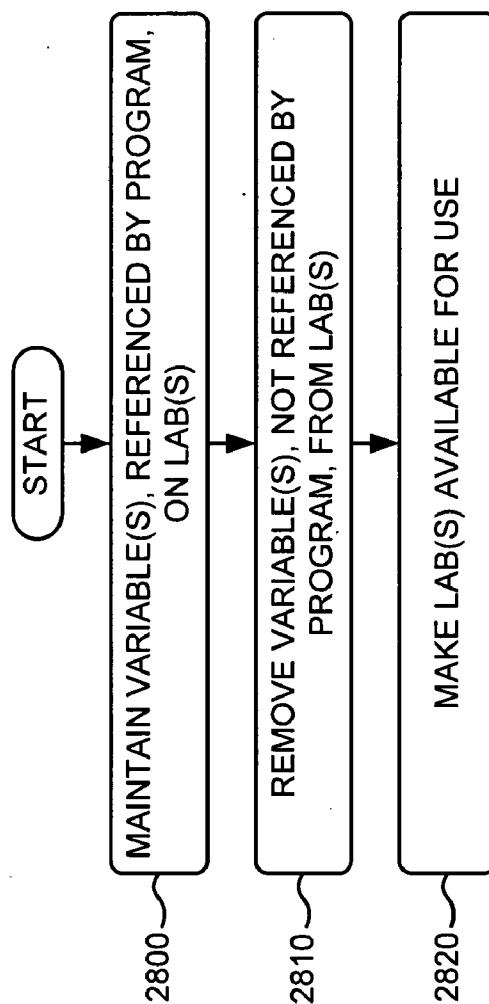 START
2800
MAINTAIN VARIABLE(S), REFERENCED BY PROGRAM,
ON LAB(S)
2810
REMOVE VARIABLE(S), NOT REFERENCED BY
PROGRAM, FROM LAB(S)
2820
MAKE LAB(S) AVAILABLE FOR USE